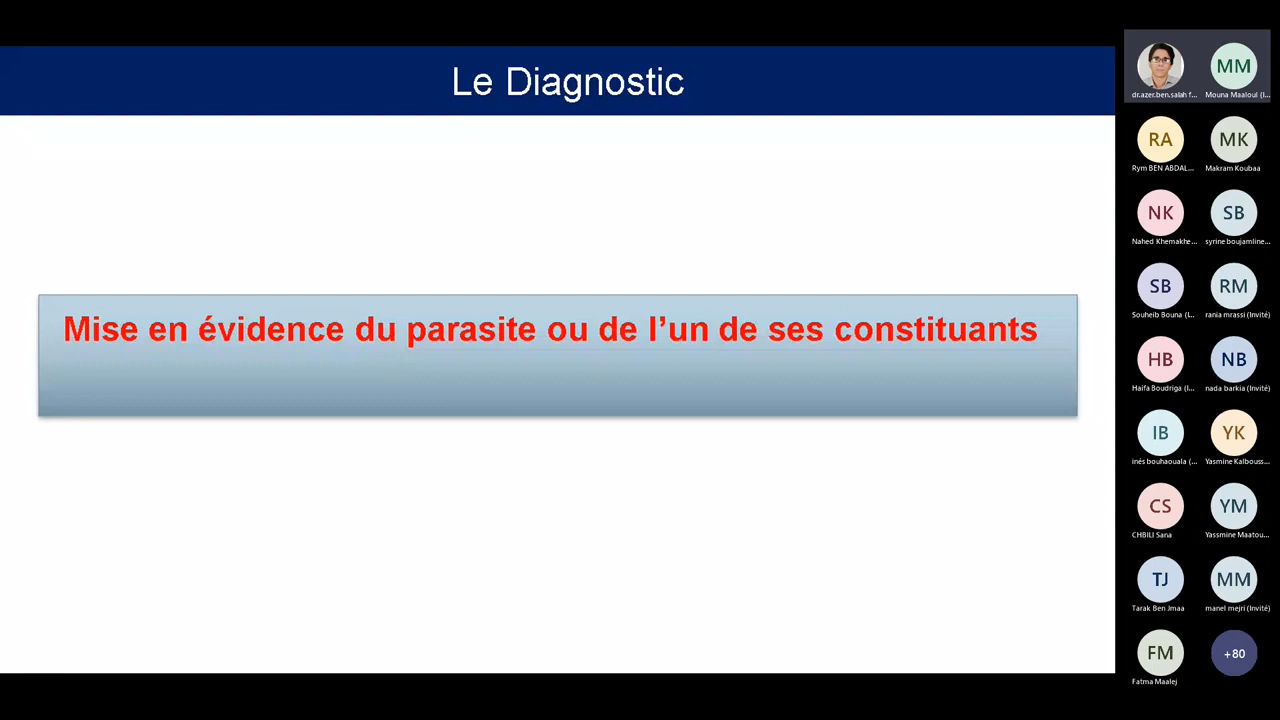 Le Diagnostic
Mise en évidence du parasite ou de l’un de ses constituants
dr.azer.ben.salah f...
MM
Mouna Maaloul (I...
RA
Rym BEN ABDAL...
MK
Makram Koubaa
NK
Nahed Khemakhe...
SB
syrine boujamline...
SB
Souheib Bouna (I...
RM
rania mrassi (Invité)
HB
Haifa Boudriga (I...
NB
nada barkia (Invité)
IB
inés bouhaouala (...
YK
Yasmine Kalbouss...
CS
CHBILI Sana
YM
Yassmine Maatou...
TJ
Tarak Ben Jmaa
MM
manel mejri (Invité)
FM
Fatma Maalej
+80